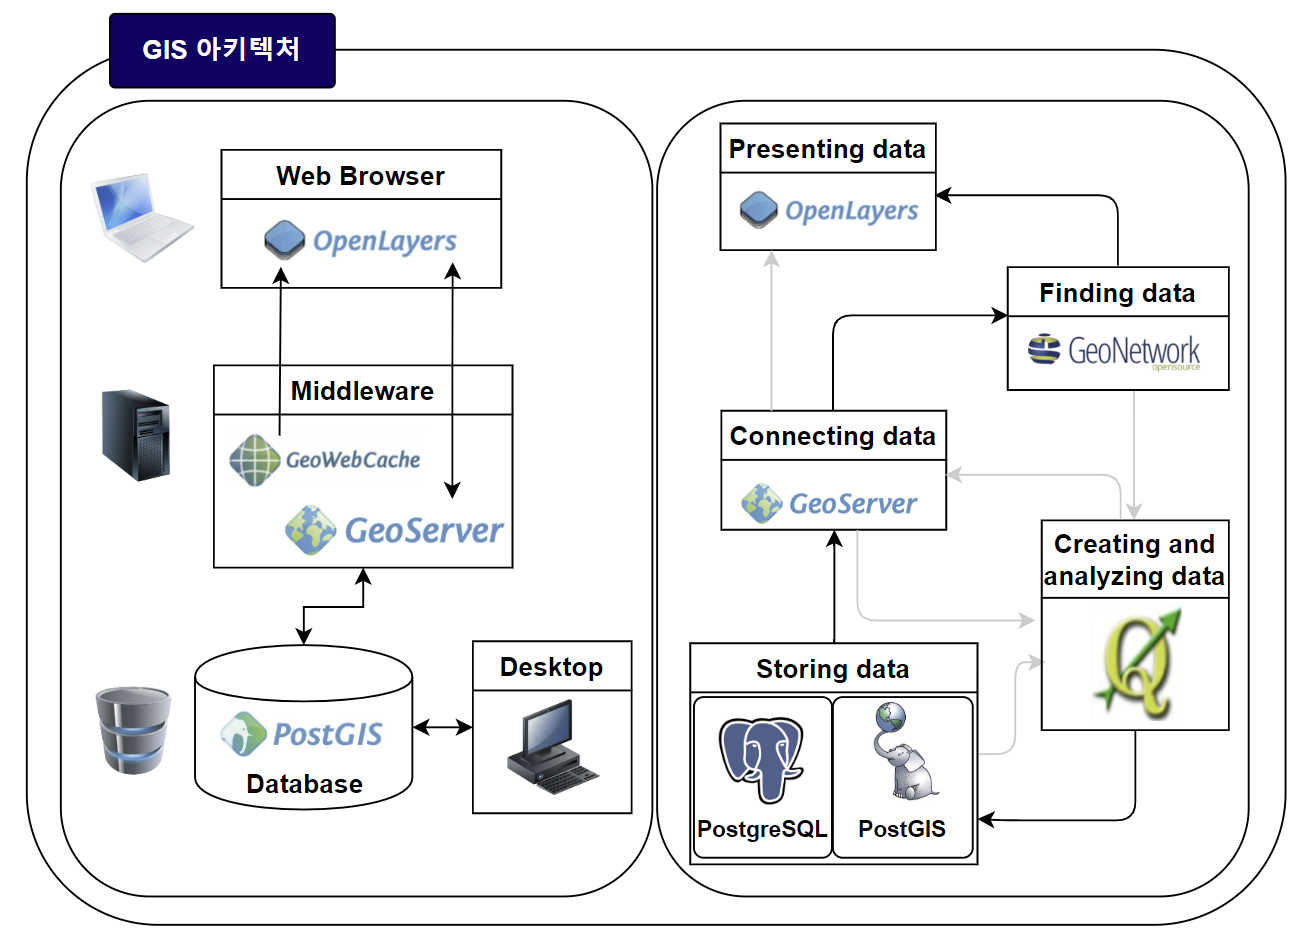 GIS 아키텍처
Web Browser
OpenLayers
Middleware
GeoWebCache
GeoServer
PostGIS
Database
Desktop
Presenting data
OpenLayers
Finding data
GeoNetwork
opensource
Connecting data
GeoServer
Creating and
analyzing data
Storing data
PostgreSQL
PostGIS